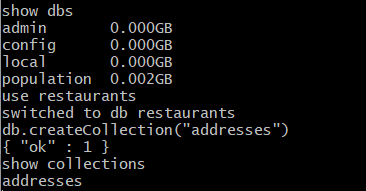 show dbs
admin       0.000GB
config      0.000GB
local       0.000GB
population  0.002GB
use restaurants
switched to db restaurants
db.createCollection("addresses")
{ "ok" : 1 }
show collections
addresses